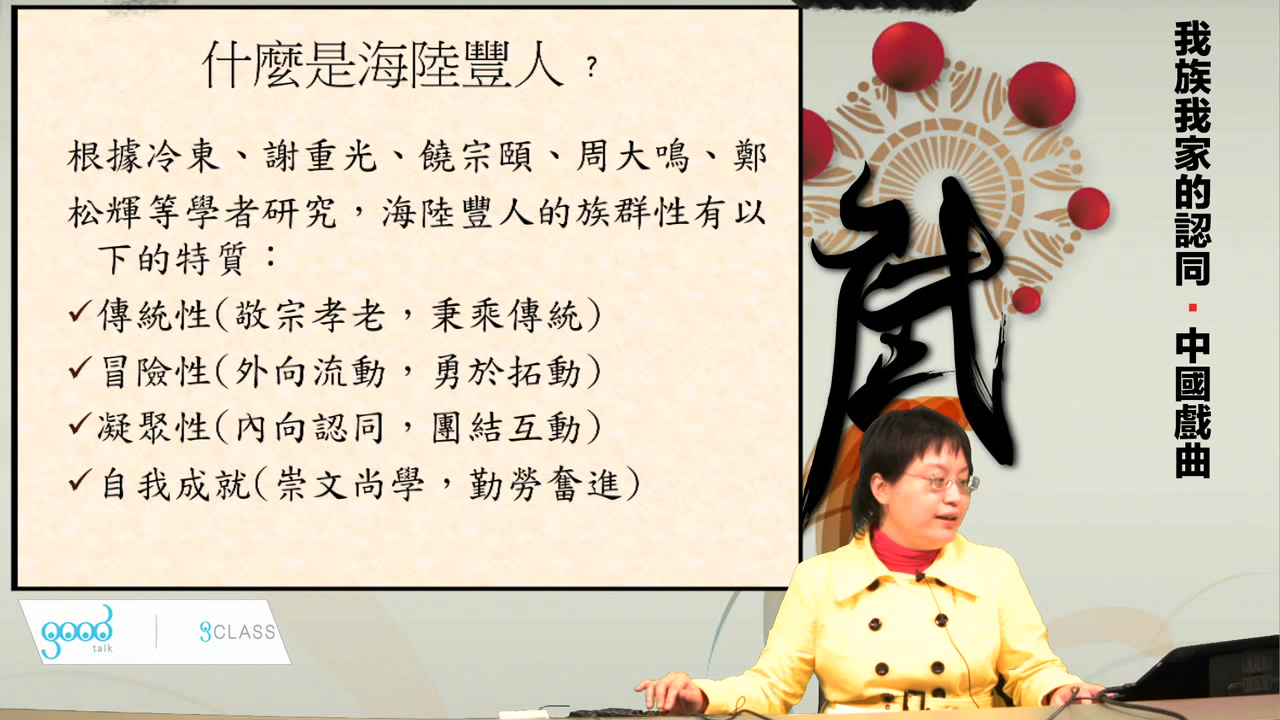 什麼是海陸豐人？
根據冷東、謝重光、饒宗頤、周大鳴、鄭
松輝等學者研究，海陸豐人的族群性有以
下的特質：
✓傳統性(敬宗孝老，秉乘傳統)
✓冒險性(外向流動，勇於拓動)
✓凝聚性(內向認同，團結互動)
✓自我成就(崇文尚學，勤勞奮進)
我族我家的認同·中國戲曲
good
talk
CLASS